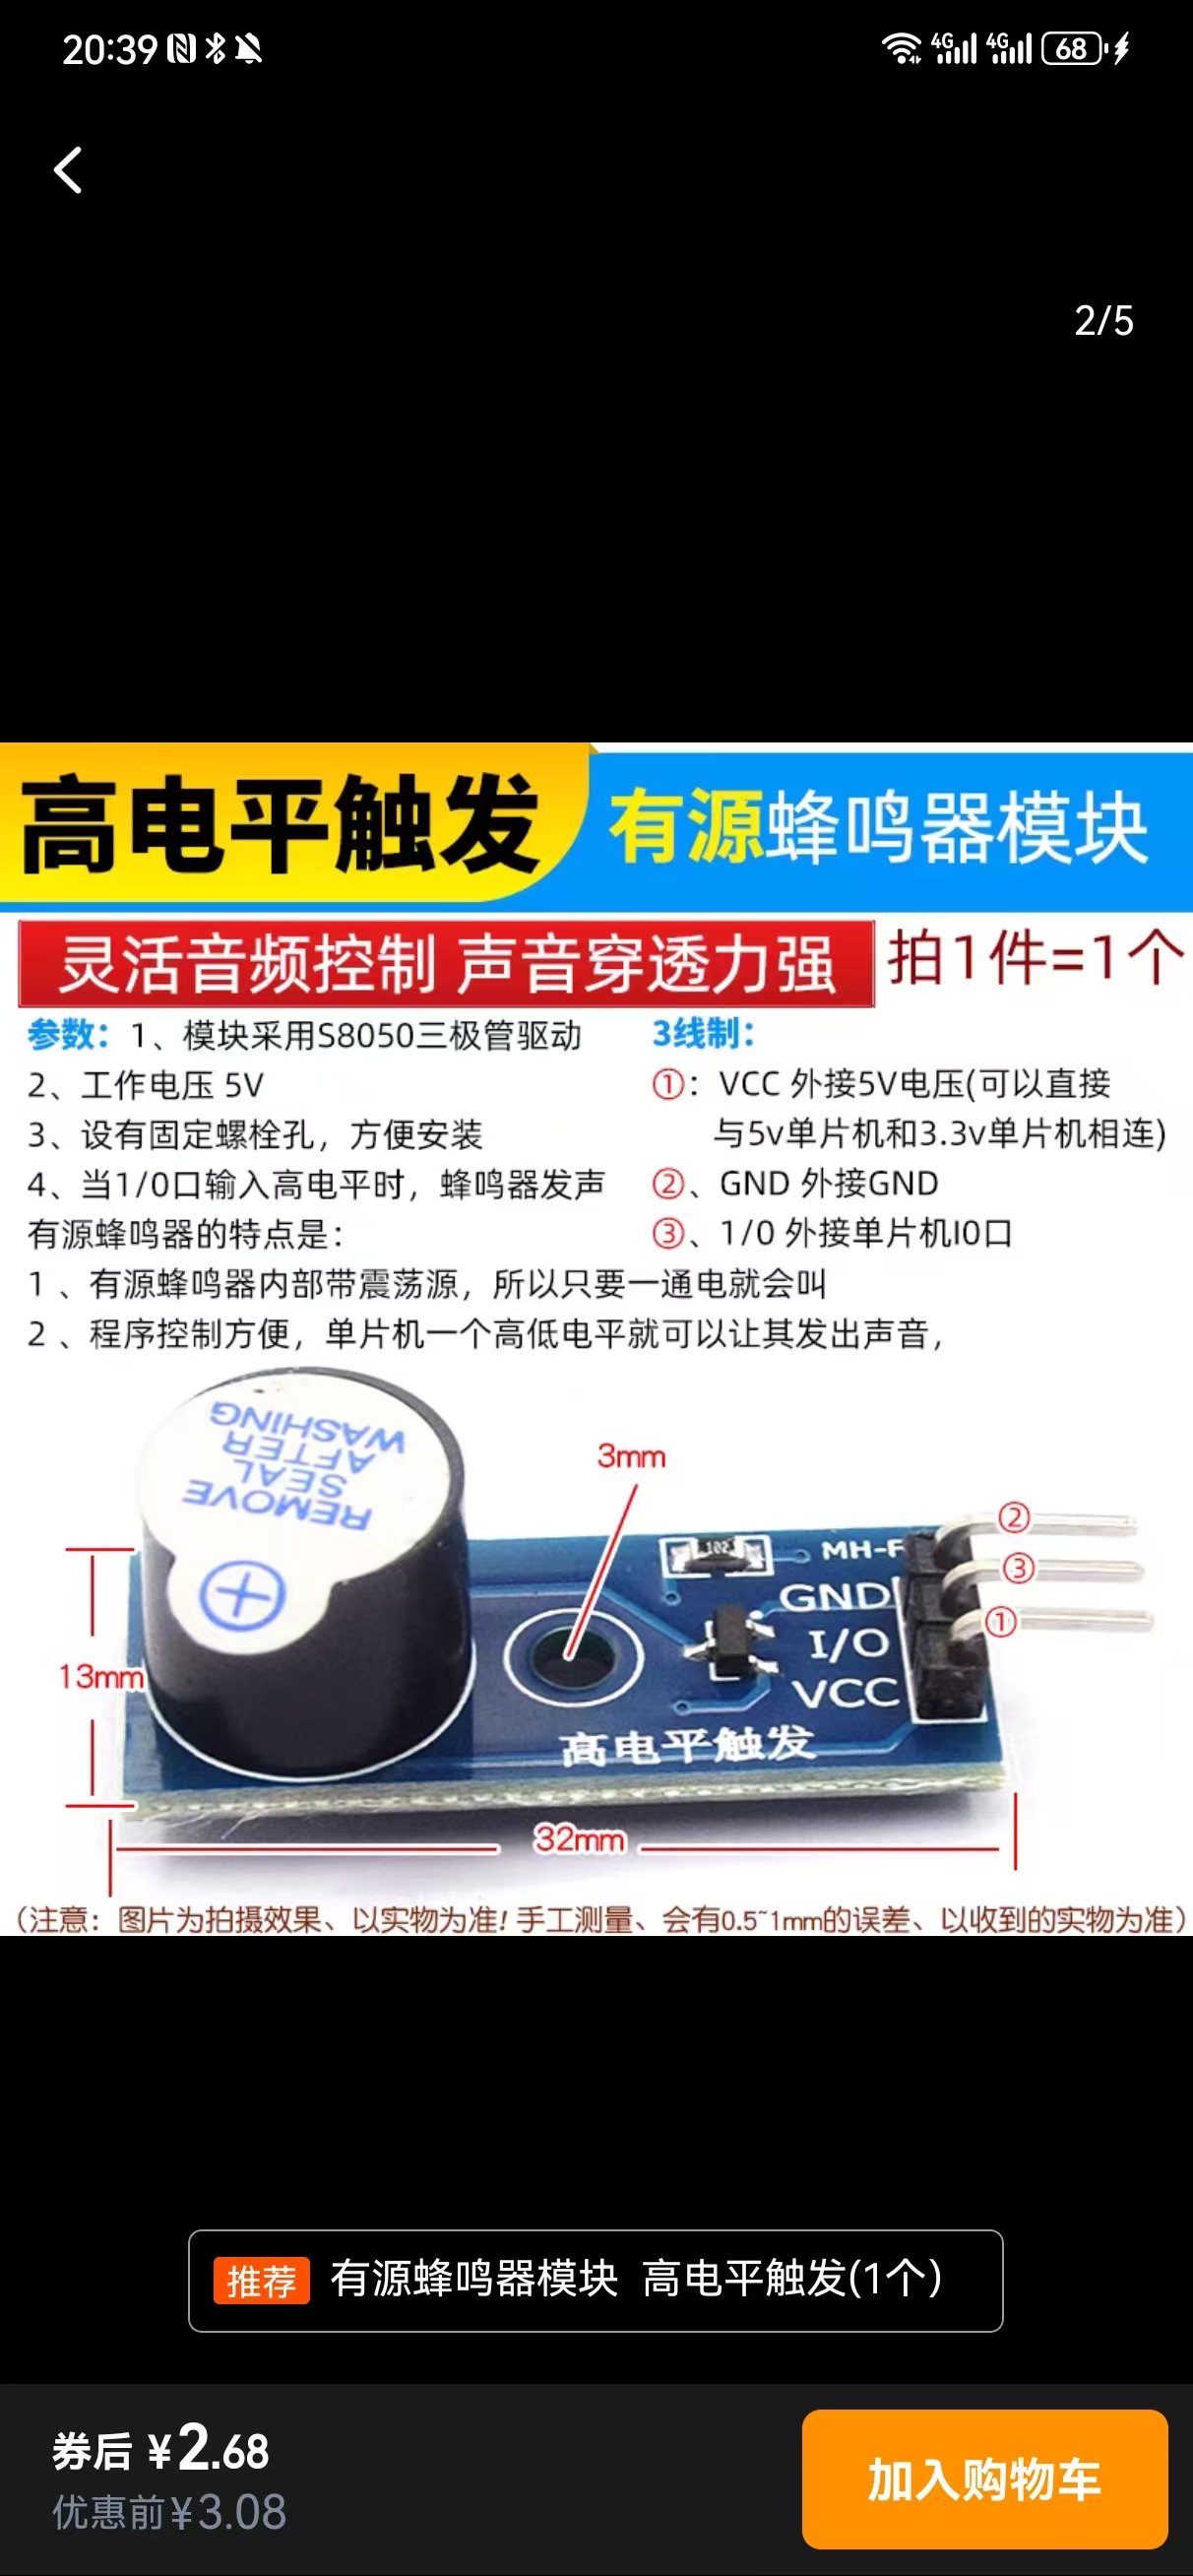 20:39
4G 4G 68
2/5
高电平触发
有源蜂鸣器模块
灵活音频控制 声音穿透力强
拍1件=1个
参数：1、模块采用S8050三极管驱动
2、工作电压 5V
3、设有固定螺栓孔，方便安装
4、当1/0口输入高电平时，蜂鸣器发声
3线制：
①：VCC 外接5V电压(可以直接
与5v单片机和3.3v单片机相连)
②、GND 外接GND
③、1/0 外接单片机I0口
有源蜂鸣器的特点是：
1 、有源蜂鸣器内部带震荡源，所以只要一通电就会叫
2 、程序控制方便，单片机一个高低电平就可以让其发出声音，
REMOVE
SEAL
AFTER
WASHING
3mm
②
③
①
102
MH-F
GND
I/O
VCC
高电平触发
13mm
32mm
（注意：图片为拍摄效果、以实物为准! 手工测量、会有0.5~1mm的误差、以收到的实物为准）
推荐 有源蜂鸣器模块 高电平触发(1个)
券后 ¥2.68
优惠前¥3.08
加入购物车